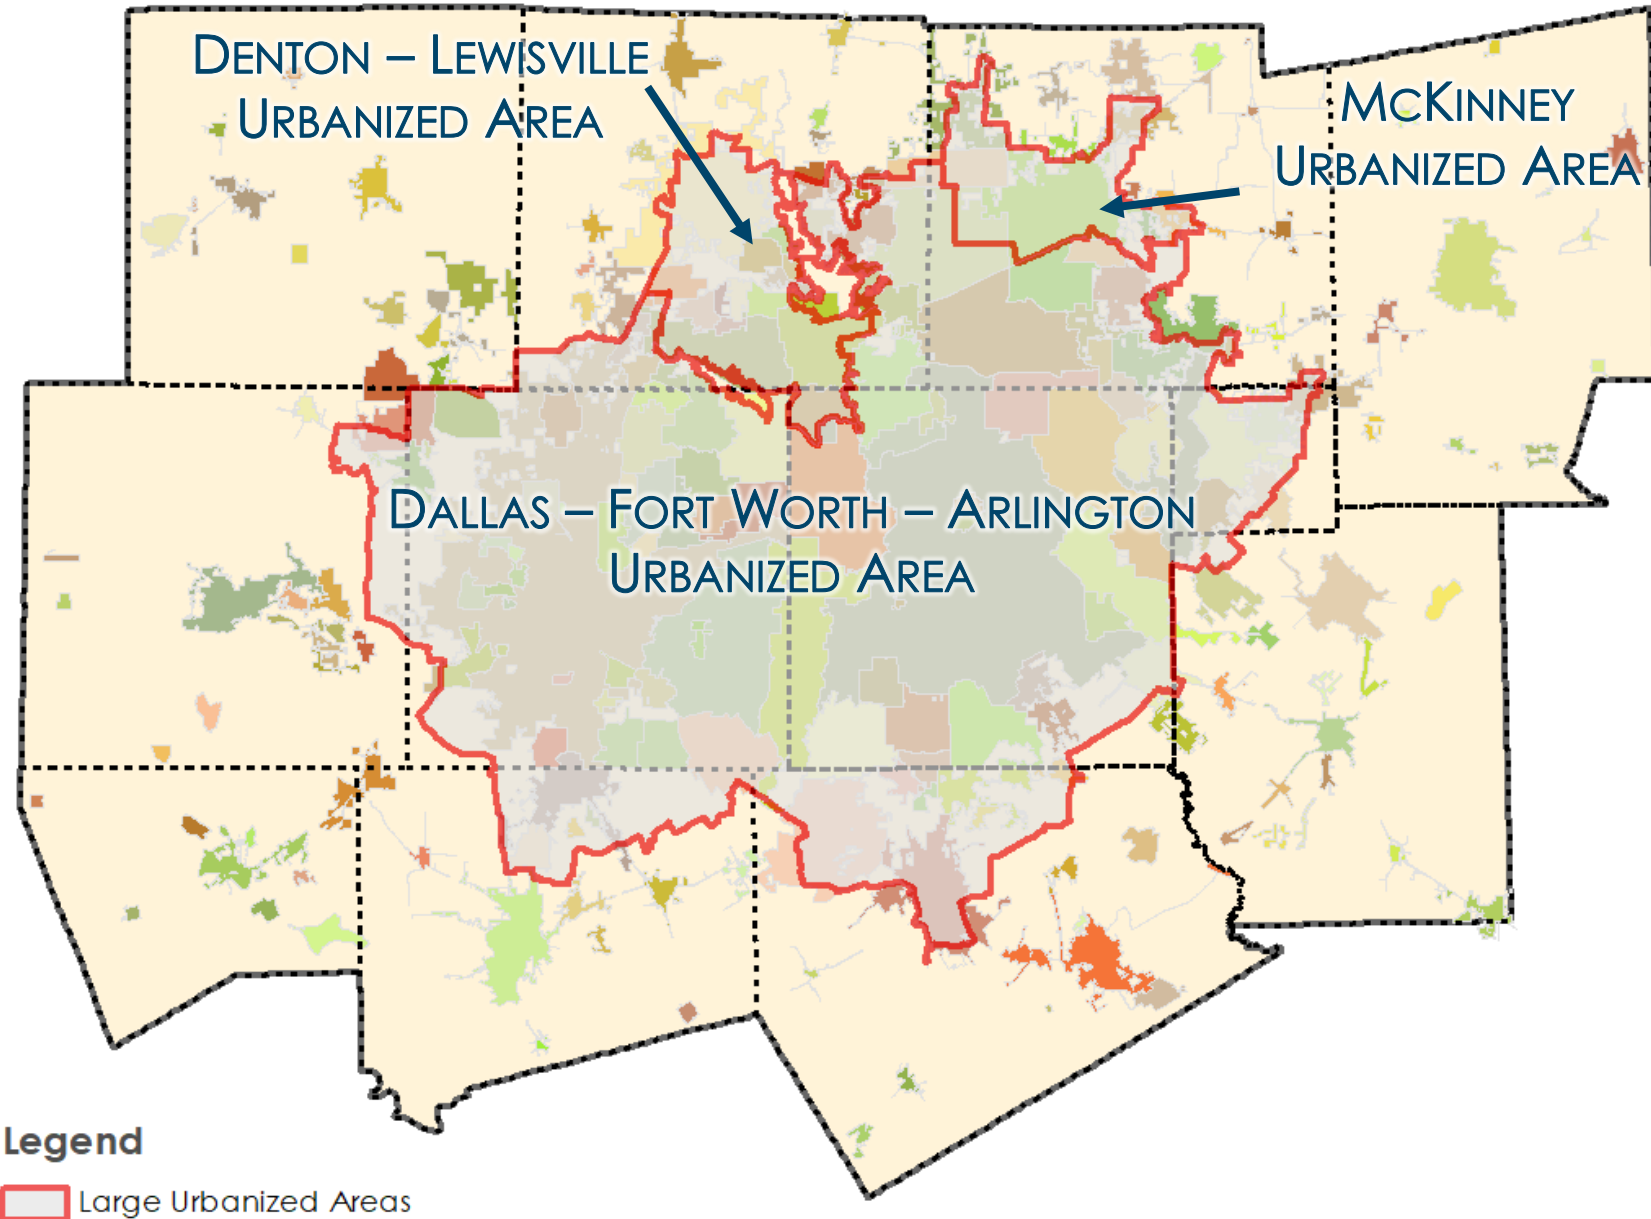 Denton – Lewisville
Urbanized Area
McKinney
Urbanized Area
Dallas – Fort Worth – Arlington
Urbanized Area
Legend
Large Urbanized Areas